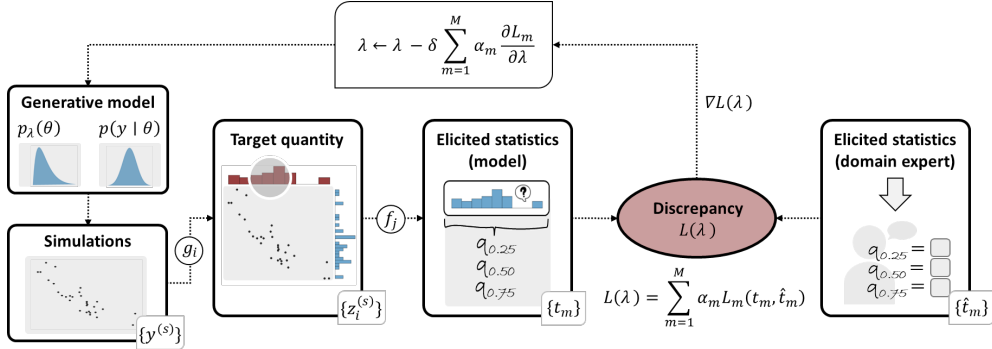 λ ← λ − δ ∑_{m=1}^{M} α_m ∂L_m/∂λ
∇L(λ)
Generative model
p_λ(θ) p(y | θ)
Simulations
{y^(s)}
g_i
Target quantity
{z_i^(s)}
f_j
Elicited statistics
(model)
?
q_0.25
q_0.50
q_0.75
{t_m}
Discrepancy
L(λ)
L(λ) = ∑_{m=1}^{M} α_m L_m(t_m, t̂_m)
Elicited statistics
(domain expert)
q_0.25 =
q_0.50 =
q_0.75 =
{t̂_m}